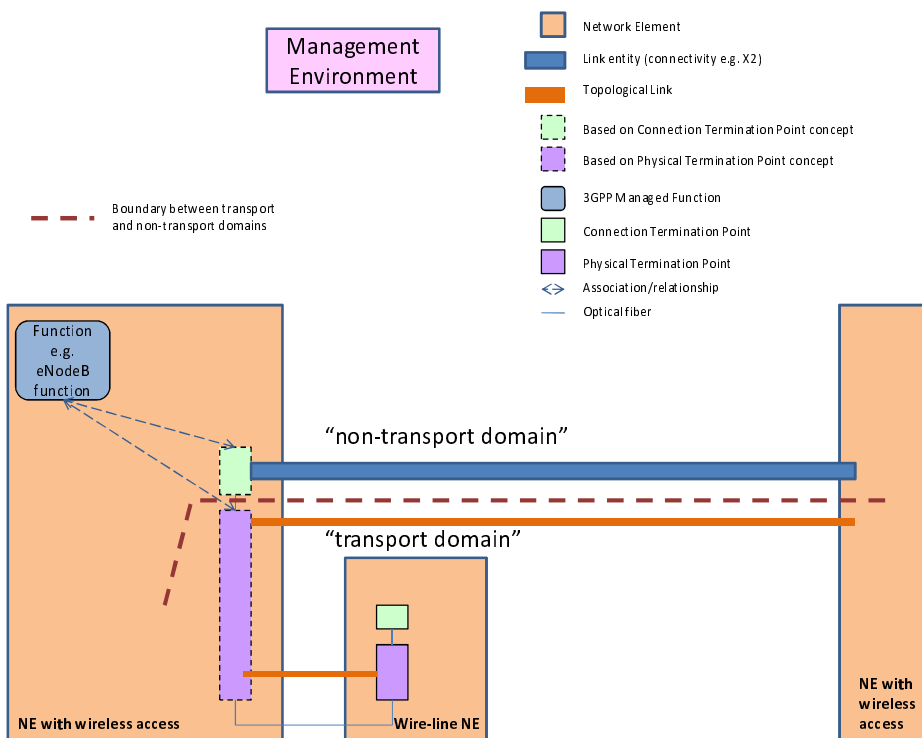 Management
Environment
Network Element
Link entity (connectivity e.g. X2)
Topological Link
Based on Connection Termination Point concept
Based on Physical Termination Point concept
3GPP Managed Function
Connection Termination Point
Physical Termination Point
Association/relationship
Optical fiber
Boundary between transport
and non-transport domains
Function
e.g.
eNodeB
function
“non-transport domain”
“transport domain”
NE with wireless access
Wire-line NE
NE with
wireless
access